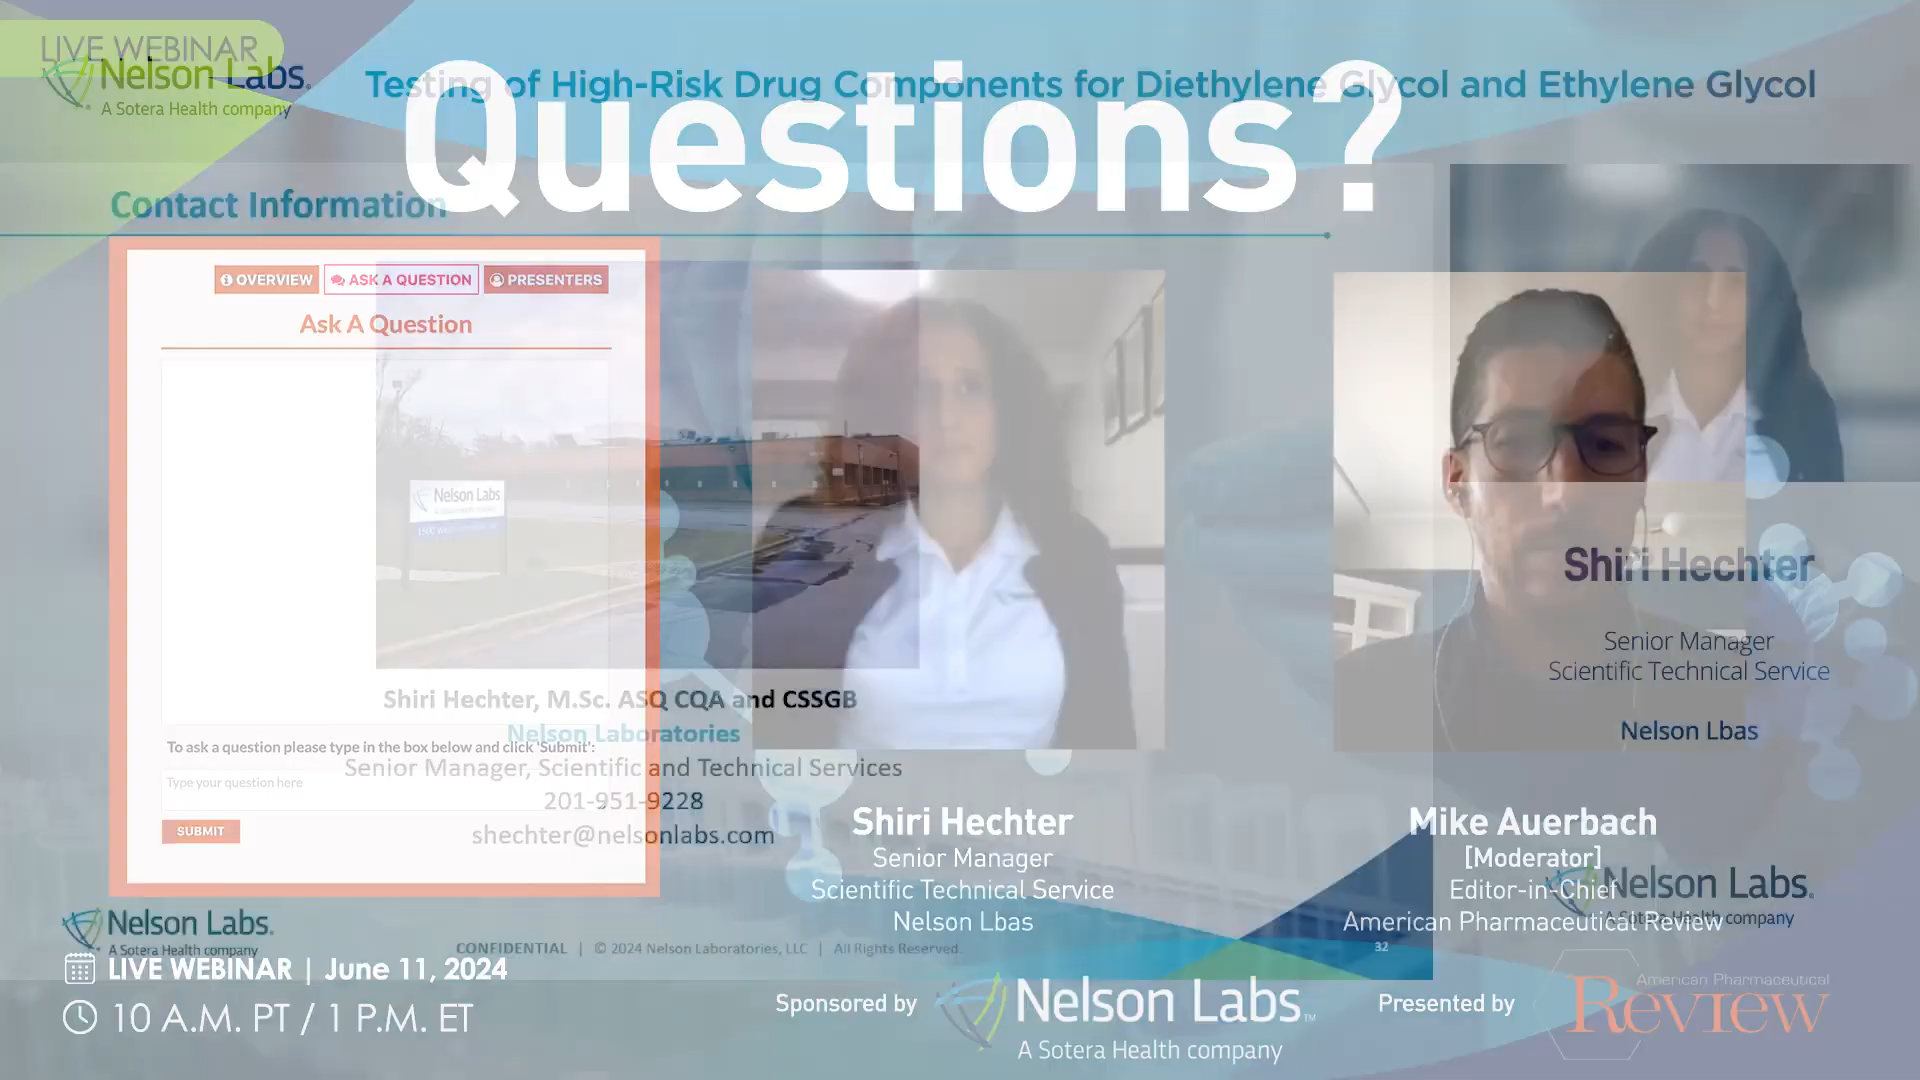 LIVE WEBINAR
Nelson Labs.
A Sotera Health company
Testing of High-Risk Drug Components for Diethylene Glycol and Ethylene Glycol
Questions?
Contact Information
OVERVIEW
ASK A QUESTION
PRESENTERS
Ask A Question
Nelson Labs
Shiri Hechter
Senior Manager
Scientific Technical Service
Nelson Lbas
Shiri Hechter, M.Sc. ASQ CQA and CSSGB
Nelson Laboratories
To ask a question please type in the box below and click 'Submit':
Senior Manager, Scientific and Technical Services
Type your question here
201-951-9228
SUBMIT
shechter@nelsonlabs.com
Shiri Hechter
Senior Manager
Scientific Technical Service
Nelson Lbas
Mike Auerbach
[Moderator]
Editor-in-Chief
American Pharmaceutical Review
Nelson Labs.
A Sotera Health company
Nelson Labs.
A Sotera Health company
CONFIDENTIAL | © 2024 Nelson Laboratories, LLC | All Rights Reserved.
32
LIVE WEBINAR | June 11, 2024
10 A.M. PT / 1 P.M. ET
Sponsored by
Nelson Labs™
A Sotera Health company
Presented by
American Pharmaceutical
Review